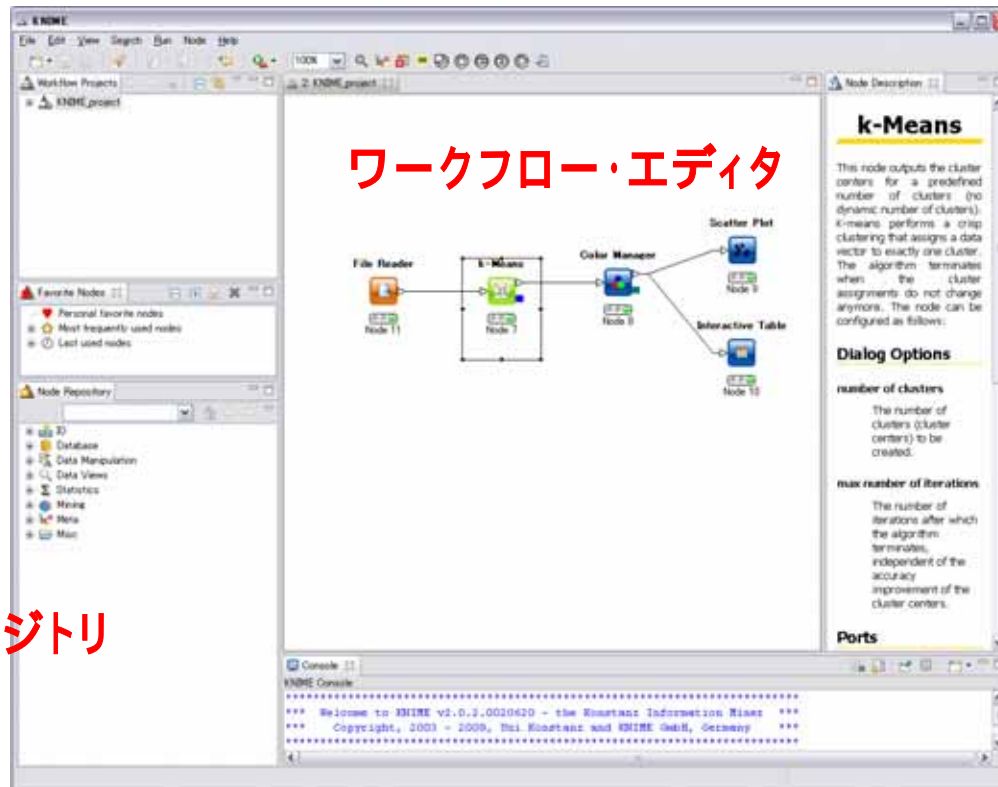 KNIME
File Edit View Search Run Node Help
100%
Workflow Projects
KNIME_project
2: KNIME_project
Node Description
ワークフロー・エディタ
File Reader
Node 11
k-Means
Node 7
Color Manager
Node 8
Scatter Plot
Node 9
Interactive Table
Node 10
Favorite Nodes
Personal favorite nodes
Most frequently used nodes
Last used nodes
Node Repository
IO
Database
Data Manipulation
Data Views
Statistics
Mining
Meta
Misc
ジトリ
k-Means
This node outputs the cluster
centers for a predefined
number of clusters (no
dynamic number of clusters).
K-means performs a crisp
clustering that assigns a data
vector to exactly one cluster.
The algorithm terminates
when the cluster
assignments do not change
anymore. The node can be
configured as follows:
Dialog Options
number of clusters
The number of
clusters (cluster
centers) to be
created.
max number of iterations
The number of
iterations after which
the algorithm
terminates,
independent of the
accuracy
improvement of the
cluster centers.
Ports
Console
KNIME Console
***********************************************************************
*** Welcome to KNIME v2.0.2.0020620 - the Konstanz Information Miner ***
*** Copyright, 2003 - 2009, Uni Konstanz and KNIME GmbH, Germany ***
***********************************************************************